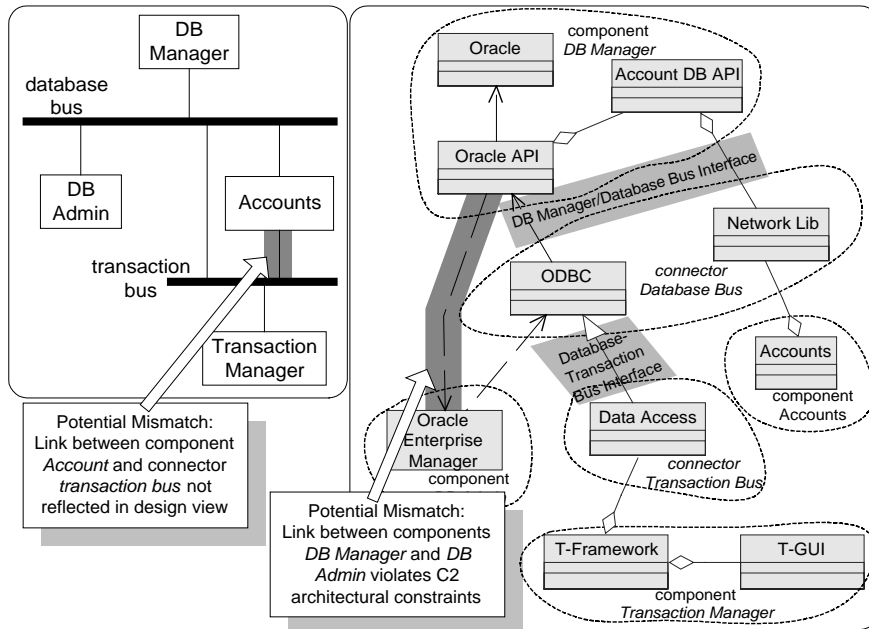 DB
Manager
database
bus
DB
Admin
Accounts
transaction
bus
Transaction
Manager
Potential Mismatch:
Link between component
Account and connector
transaction bus not
reflected in design view
Oracle
component
DB Manager
Account DB API
Oracle API
DB Manager/Database Bus Interface
Network Lib
ODBC
connector
Database Bus
Database-
Transaction
Bus Interface
Accounts
component
Accounts
Oracle
Enterprise
Manager
component
Data Access
connector
Transaction Bus
Potential Mismatch:
Link between components
DB Manager and DB
Admin violates C2
architectural constraints
T-Framework
T-GUI
component
Transaction Manager